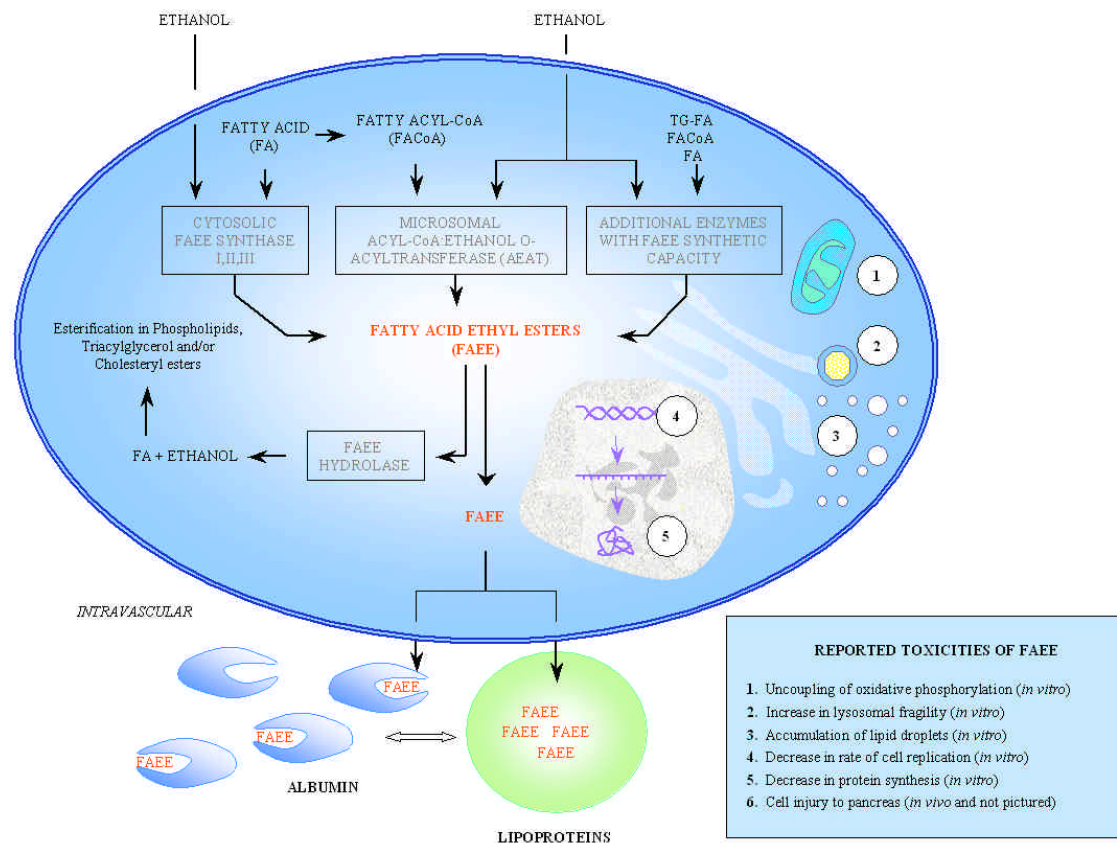 ETHANOL
ETHANOL
FATTY ACID
(FA)
FATTY ACYL-CoA
(FACoA)
TG-FA
FACoA
FA
CYTOSOLIC
FAEE SYNTHASE
I,II,III
MICROSOMAL
ACYL-CoA:ETHANOL O-
ACYLTRANSFERASE (AEAT)
ADDITIONAL ENZYMES
WITH FAEE SYNTHETIC
CAPACITY
1
Esterification in Phospholipids,
Triacylglycerol and/or
Cholesteryl esters
FATTY ACID ETHYL ESTERS
(FAEE)
2
4
3
FA + ETHANOL
FAEE
HYDROLASE
FAEE
5
INTRAVASCULAR
FAEE
FAEE
FAEE
FAEE
FAEE FAEE
FAEE
ALBUMIN
LIPOPROTEINS
REPORTED TOXICITIES OF FAEE
1. Uncoupling of oxidative phosphorylation (in vitro)
2. Increase in lysosomal fragility (in vitro)
3. Accumulation of lipid droplets (in vitro)
4. Decrease in rate of cell replication (in vitro)
5. Decrease in protein synthesis (in vitro)
6. Cell injury to pancreas (in vivo and not pictured)